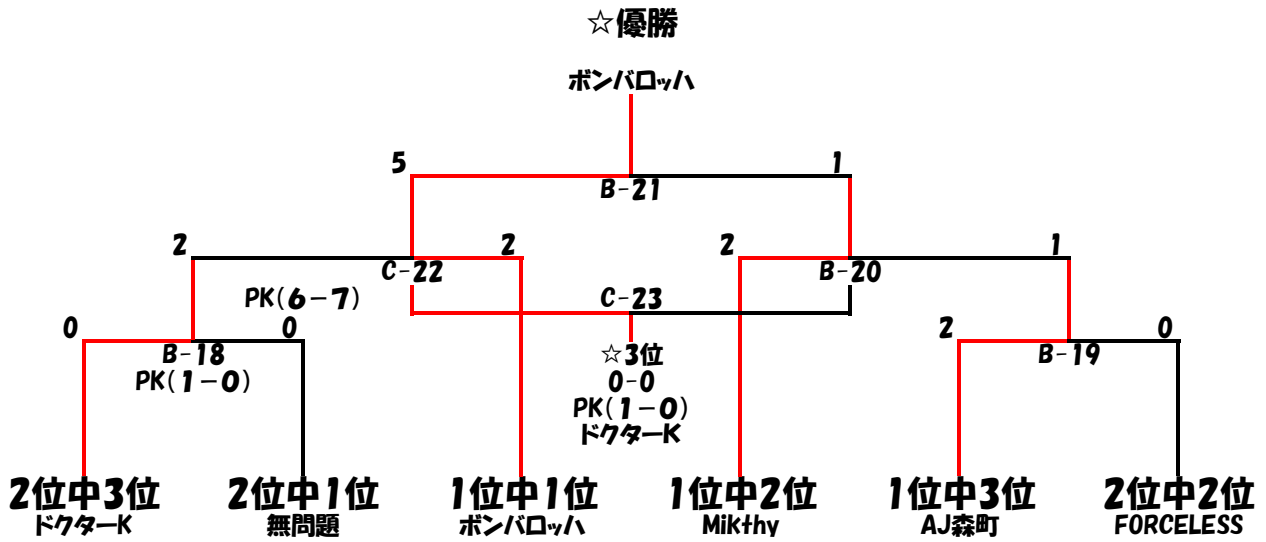 ☆優勝
ボンバロッハ
5 1
B-21
2 2 2 1
C-22 B-20
PK(6-7) C-23
0 0 2 0
B-18 ☆3位 B-19
PK(1-0) 0-0
PK(1-0)
ドクターK
2位中3位 2位中1位 1位中1位 1位中2位 1位中3位 2位中2位
ドクターK 無問題 ボンバロッハ Mikthy AJ森町 FORCELESS